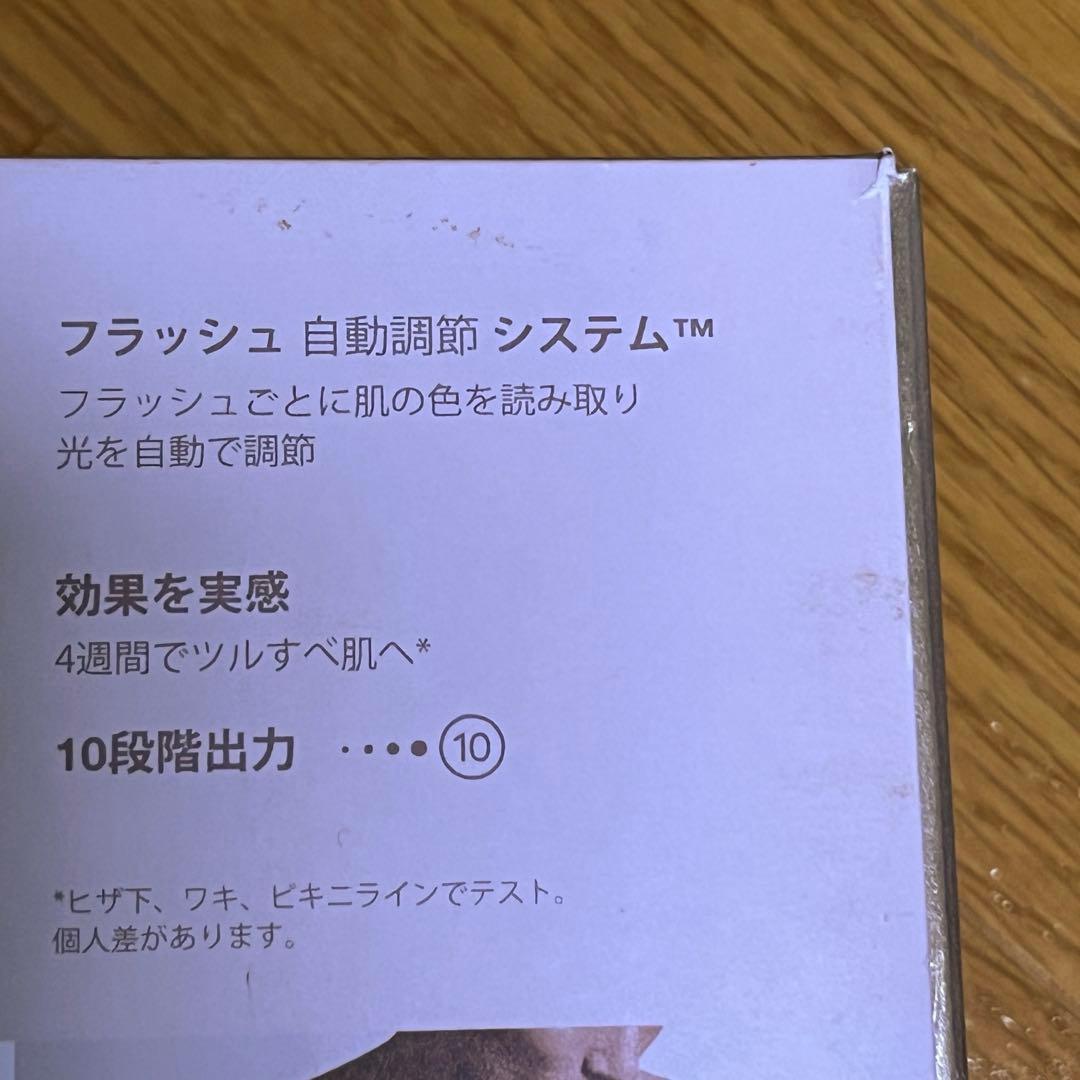 フラッシュ 自動調節 システム™
フラッシュごとに肌の色を読み取り
光を自動で調節
効果を実感
4週間でツルすべ肌へ*
10段階出力 ····⑩
*ヒザ下、ワキ、ビキニラインでテスト。
個人差があります。